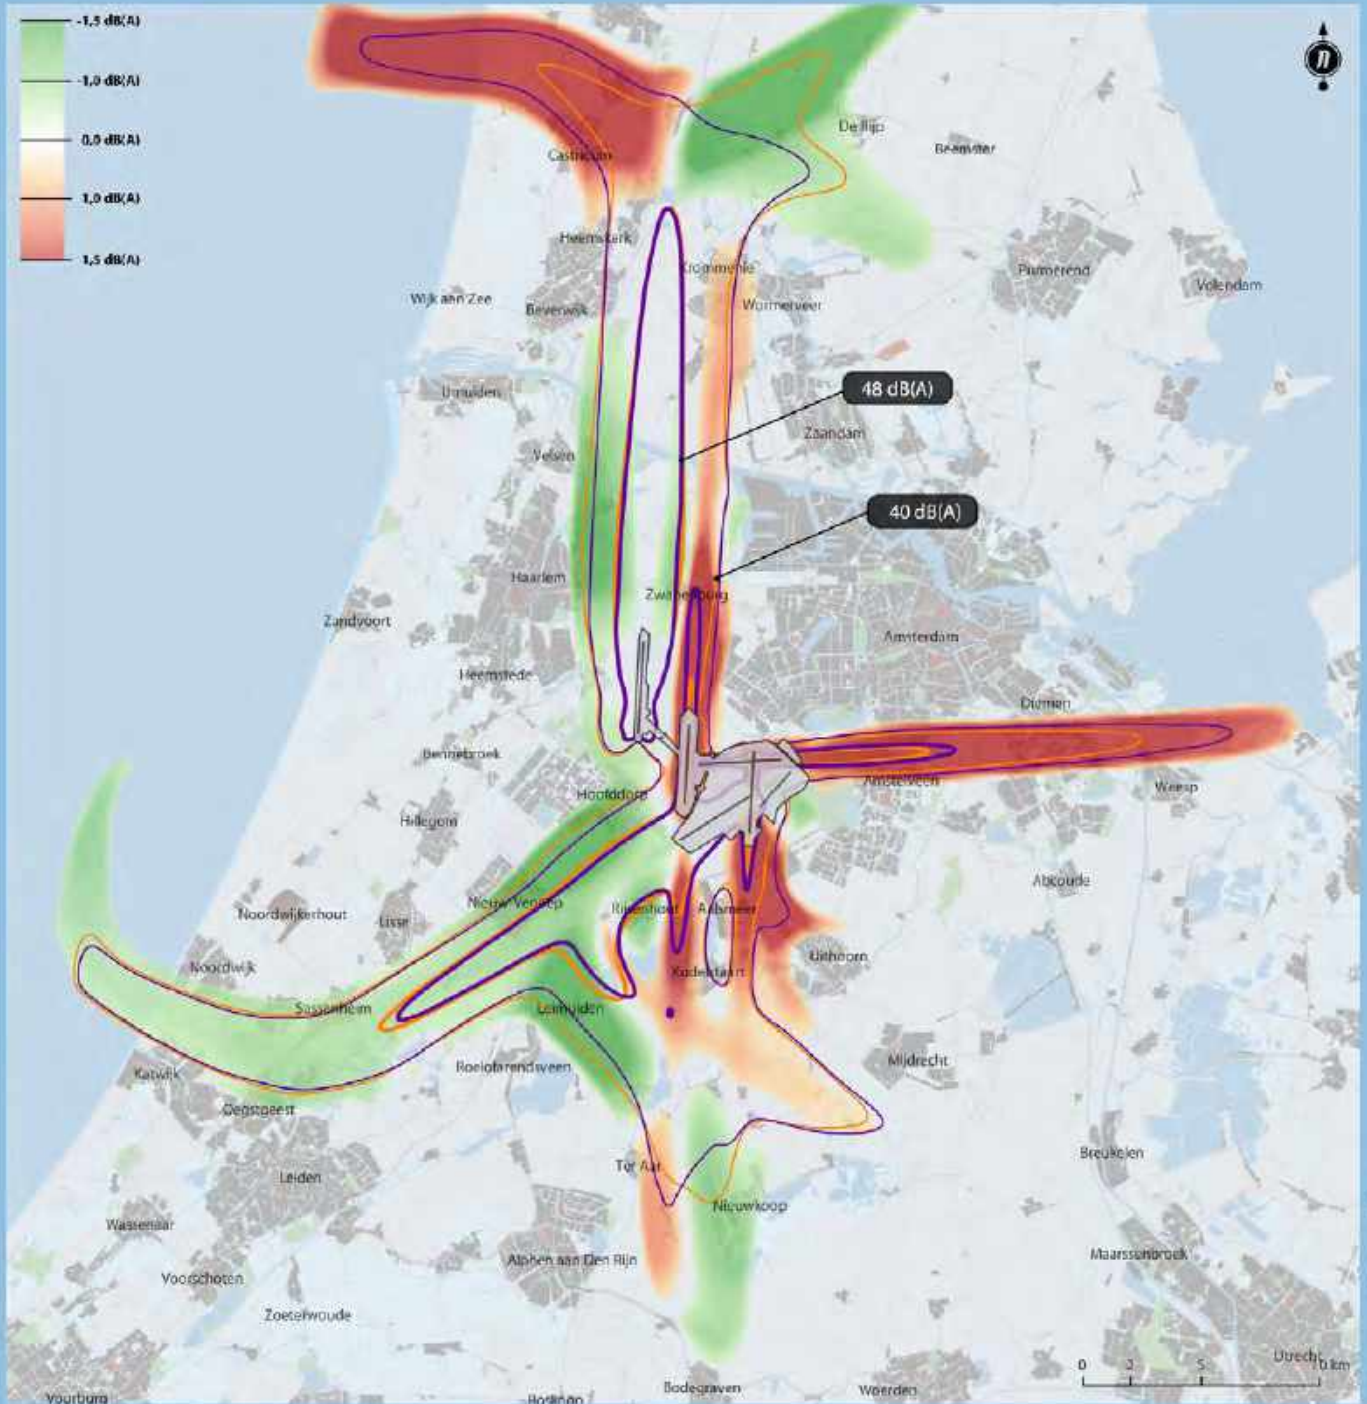 -1,5 dB(A)
-1,0 dB(A)
0,0 dB(A)
1,0 dB(A)
1,5 dB(A)
n
De Rijp
Beemster
Castricum
Heemskerk
Krommenie
Purmerend
Volendam
Wijk aan Zee
Beverwijk
Wormerveer
48 dB(A)
IJmuiden
Zaandam
Velsen
40 dB(A)
Haarlem
Zwanenburg
Zandvoort
Amsterdam
Heemstede
Diemen
Bennebroek
Amstelveen
Weesp
Hoofddorp
Hillegom
Abcoude
Nieuw Vennep
Rijsenhout
Aalsmeer
Noordwijkerhout
Lisse
Uithoorn
Noordwijk
Kudelstaart
Sassenheim
Leimuiden
Mijdrecht
Katwijk
Roelofarendsveen
Oegstgeest
Breukelen
Ter Aar
Leiden
Nieuwkoop
Wassenaar
Maarssenbroek
Alphen aan Den Rijn
Voorschoten
Zoeterwoude
Utrecht
0 2 5 10 km
Bodegraven
Woerden
Voorburg
Boskoop